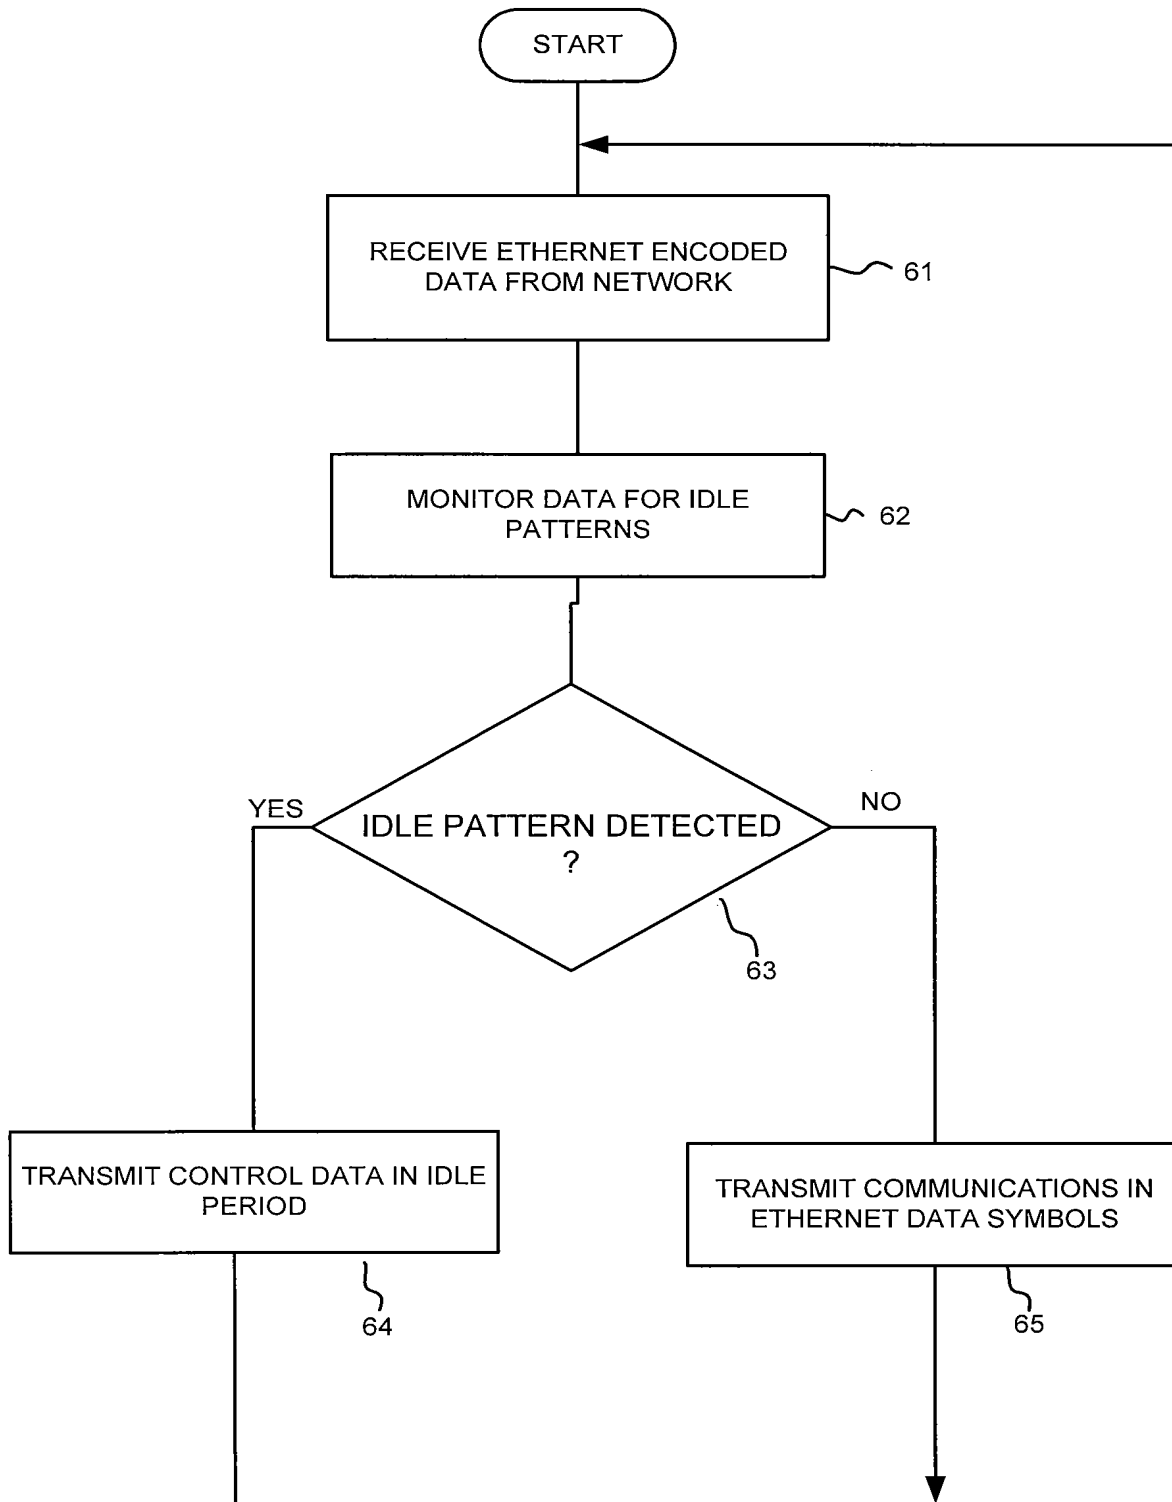 START
RECEIVE ETHERNET ENCODED
DATA FROM NETWORK
61
MONITOR DATA FOR IDLE
PATTERNS
62
YES
NO
IDLE PATTERN DETECTED
?
63
TRANSMIT CONTROL DATA IN IDLE
PERIOD
64
TRANSMIT COMMUNICATIONS IN
ETHERNET DATA SYMBOLS
65